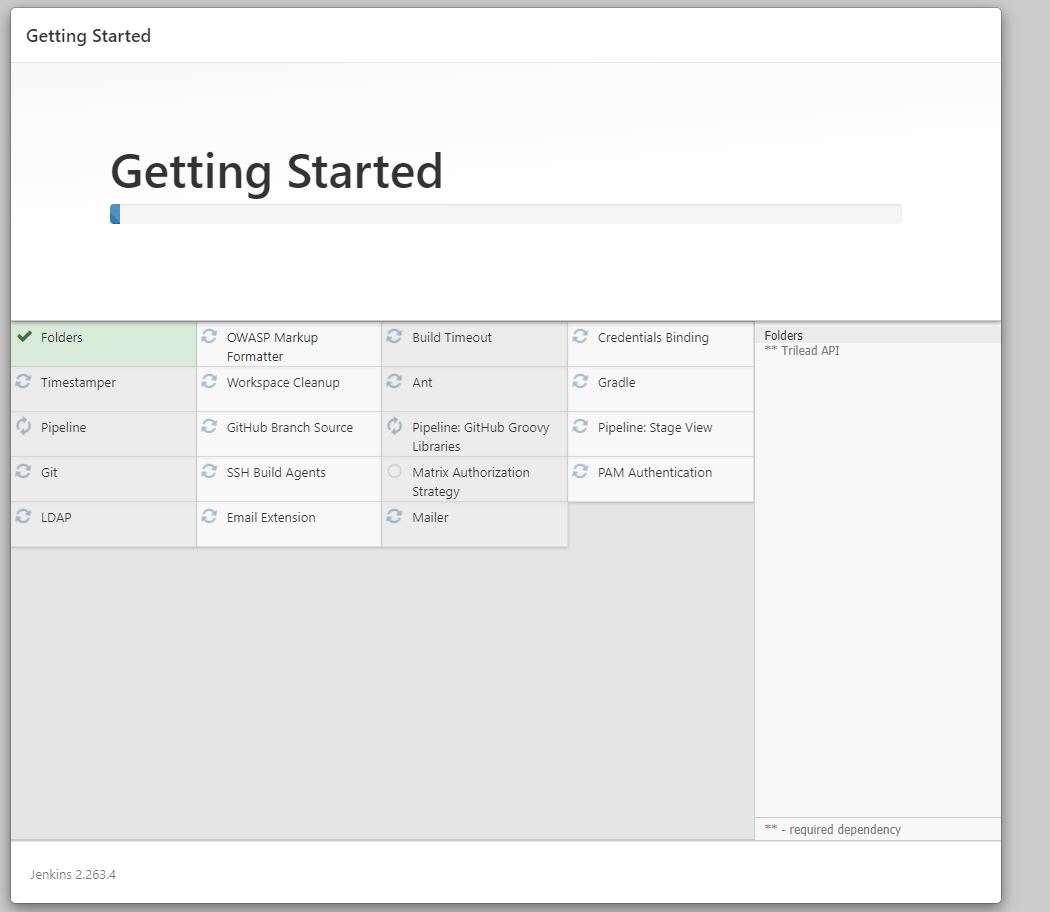 Getting Started
Getting Started
Folders
OWASP Markup
Formatter
Build Timeout
Credentials Binding
Timestamper
Workspace Cleanup
Ant
Gradle
Pipeline
GitHub Branch Source
Pipeline: GitHub Groovy
Libraries
Pipeline: Stage View
Git
SSH Build Agents
Matrix Authorization
Strategy
PAM Authentication
LDAP
Email Extension
Mailer
Folders
** Trilead API
** - required dependency
Jenkins 2.263.4